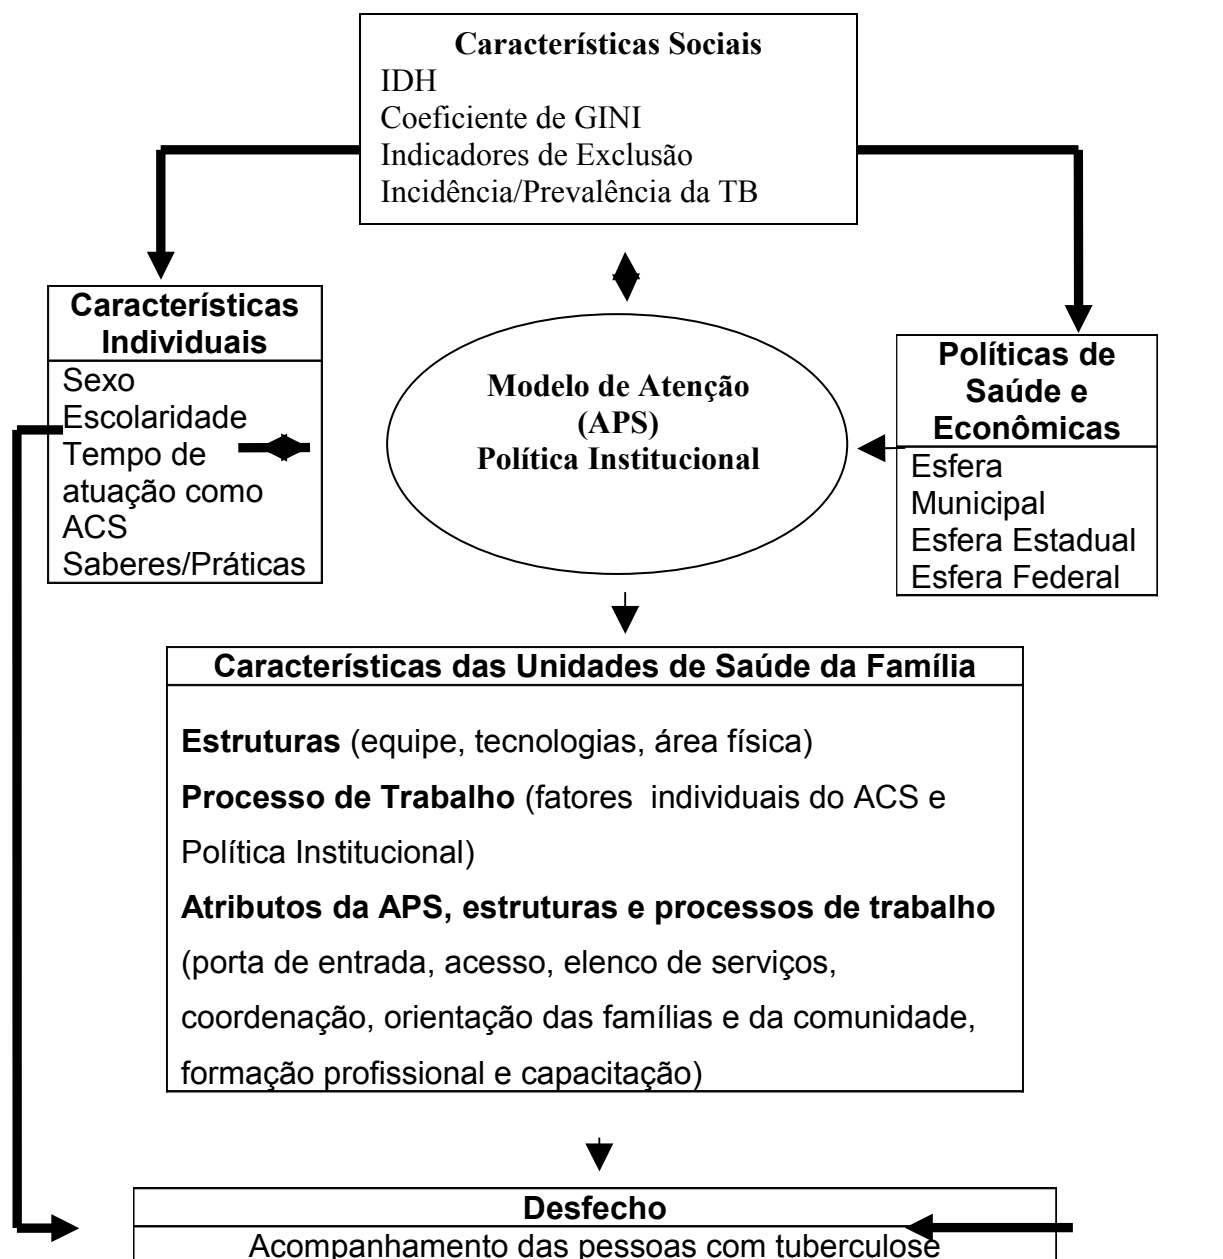 Características Sociais
IDH
Coeficiente de GINI
Indicadores de Exclusão
Incidência/Prevalência da TB
Características
Individuais
Sexo
Escolaridade
Tempo de
atuação como
ACS
Saberes/Práticas
Modelo de Atenção
(APS)
Política Institucional
Políticas de
Saúde e
Econômicas
Esfera
Municipal
Esfera Estadual
Esfera Federal
Características das Unidades de Saúde da Família
Estruturas (equipe, tecnologias, área física)
Processo de Trabalho (fatores individuais do ACS e
Política Institucional)
Atributos da APS, estruturas e processos de trabalho
(porta de entrada, acesso, elenco de serviços,
coordenação, orientação das famílias e da comunidade,
formação profissional e capacitação)
Desfecho
Acompanhamento das pessoas com tuberculose